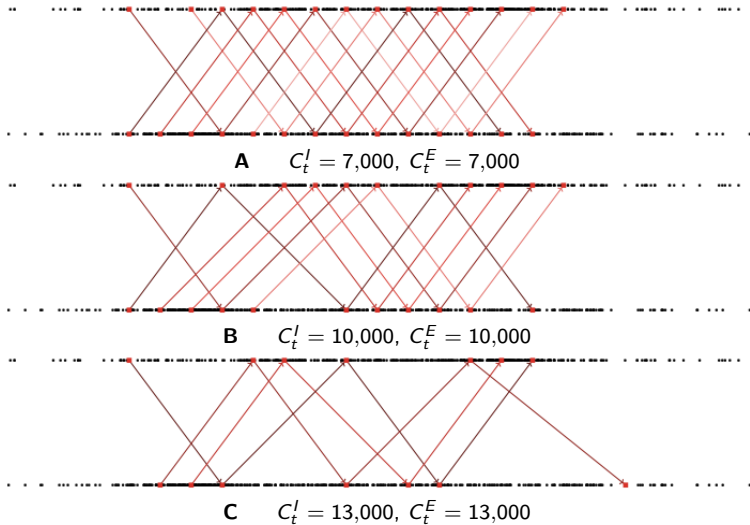 A C_t^I = 7,000, C_t^E = 7,000
B C_t^I = 10,000, C_t^E = 10,000
C C_t^I = 13,000, C_t^E = 13,000